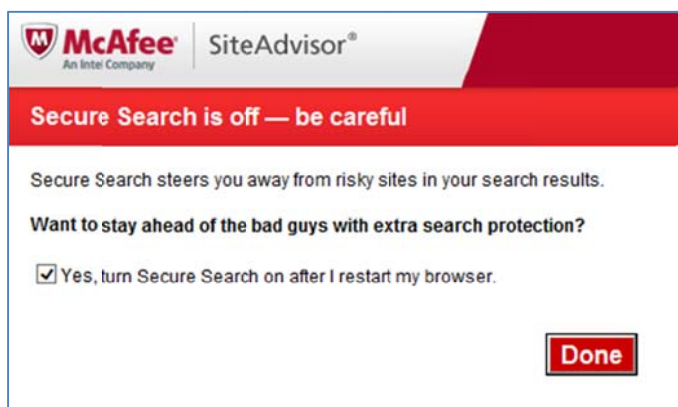 McAfee® | SiteAdvisor®
An Intel Company
Secure Search is off — be careful
Secure Search steers you away from risky sites in your search results.
Want to stay ahead of the bad guys with extra search protection?
Yes, turn Secure Search on after I restart my browser.
Done